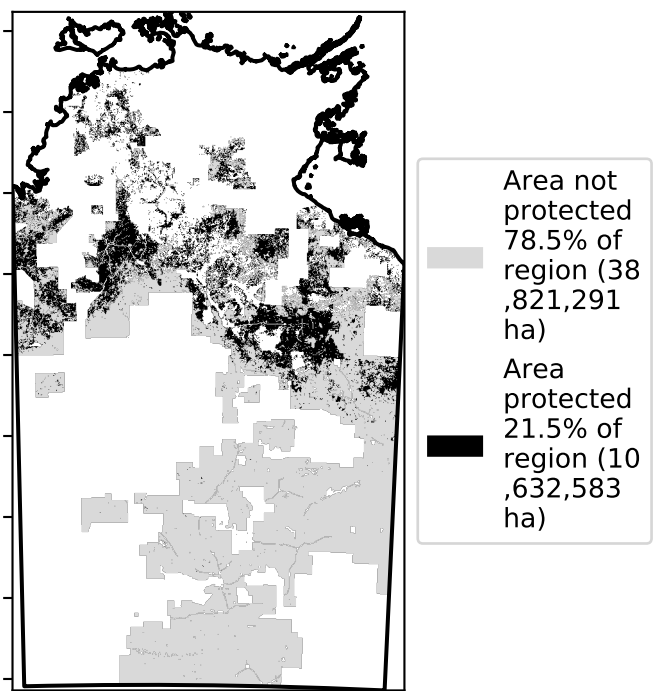 Area not
protected
78.5% of
region (38
,821,291
ha)
Area
protected
21.5% of
region (10
,632,583
ha)